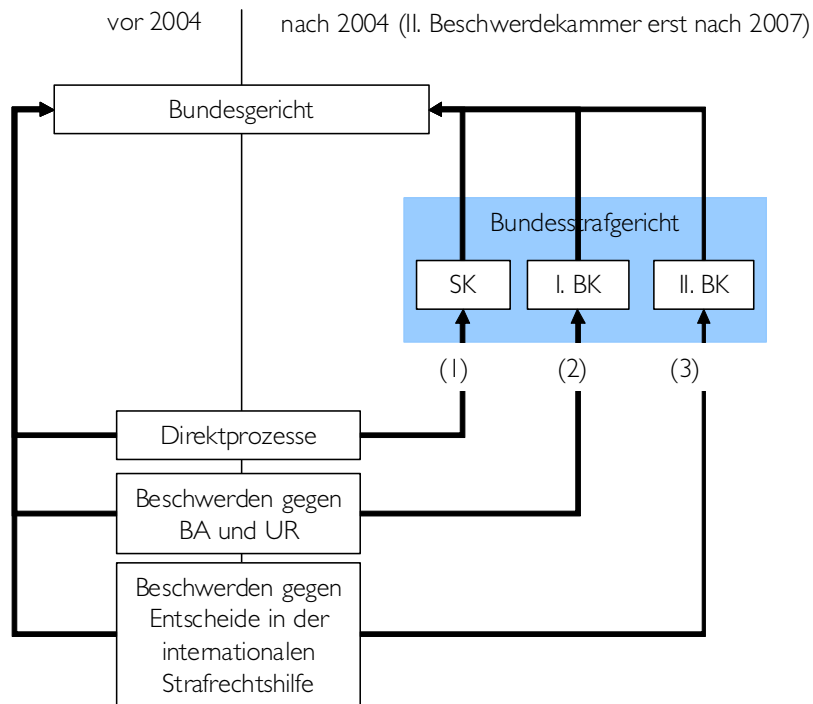 vor 2004
nach 2004 (II. Beschwerdekammer erst nach 2007)
Bundesgericht
Bundesstrafgericht
SK
I. BK
II. BK
(1)
(2)
(3)
Direktprozesse
Beschwerden gegen
BA und UR
Beschwerden gegen
Entscheide in der
internationalen
Strafrechtshilfe